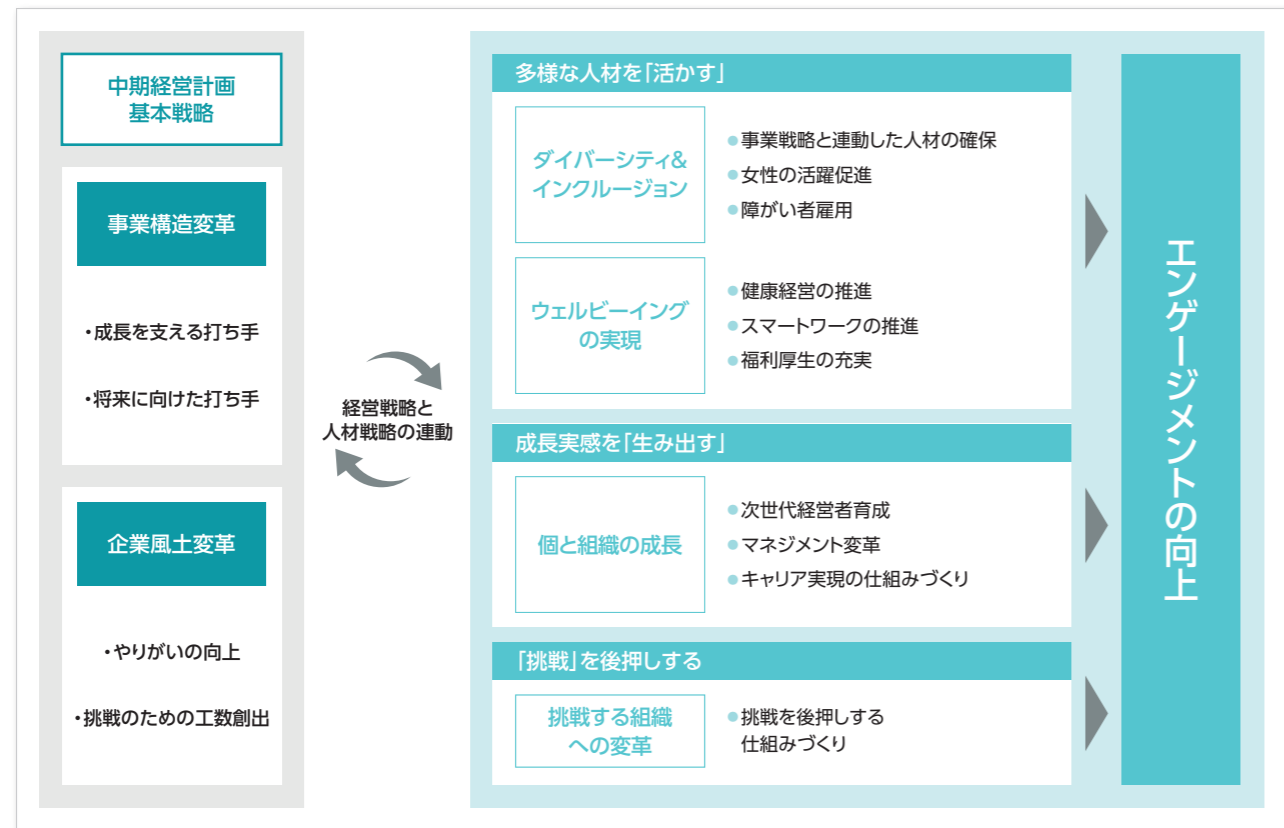 中期経営計画
基本戦略
事業構造変革
・成長を支える打ち手
・将来に向けた打ち手
企業風土変革
・やりがいの向上
・挑戦のための工数創出
経営戦略と
人材戦略の連動
多様な人材を「活かす」
ダイバーシティ&
インクルージョン
●事業戦略と連動した人材の確保
●女性の活躍促進
●障がい者雇用
ウェルビーイング
の実現
●健康経営の推進
●スマートワークの推進
●福利厚生の充実
成長実感を「生み出す」
個と組織の成長
●次世代経営者育成
●マネジメント変革
●キャリア実現の仕組みづくり
「挑戦」を後押しする
挑戦する組織
への変革
●挑戦を後押しする
仕組みづくり
エンゲージメントの向上